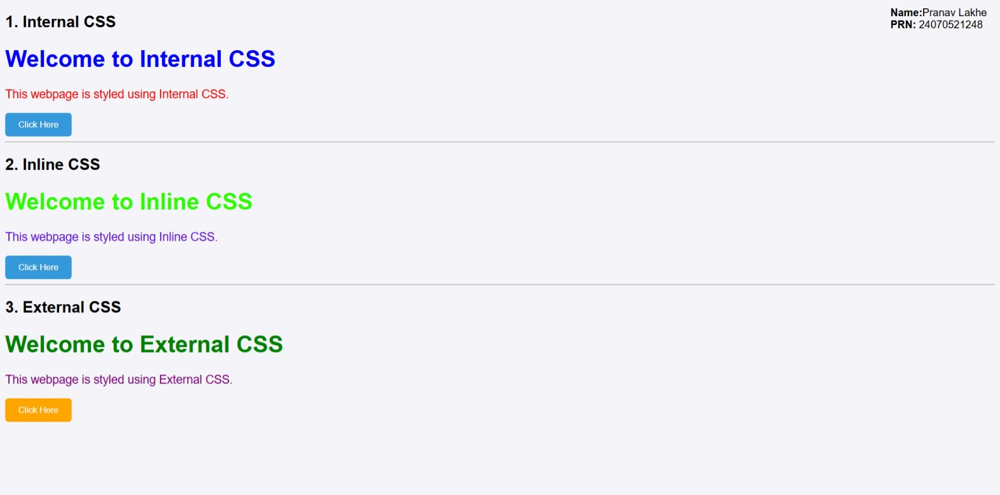 1. Internal CSS
Name:Pranav Lakhe
PRN: 24070521248
Welcome to Internal CSS
This webpage is styled using Internal CSS.
Click Here
2. Inline CSS
Welcome to Inline CSS
This webpage is styled using Inline CSS.
Click Here
3. External CSS
Welcome to External CSS
This webpage is styled using External CSS.
Click Here